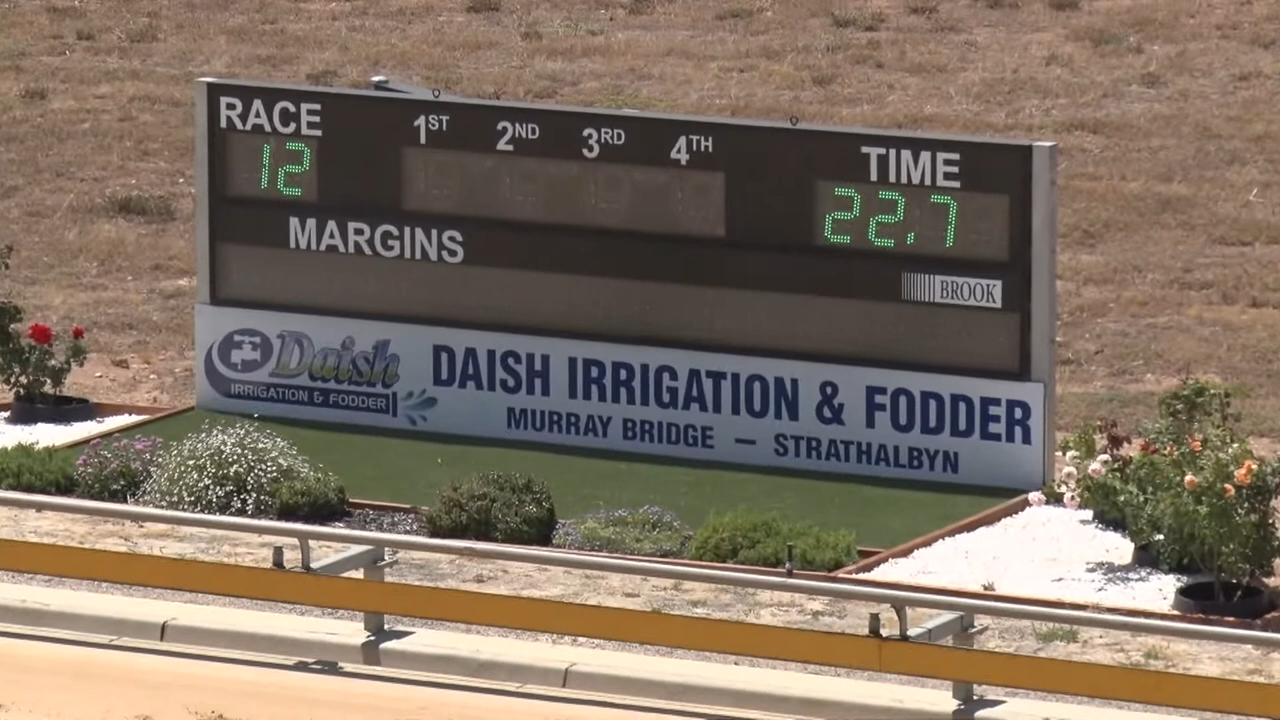 RACE 1ST 2ND 3RD 4TH TIME
12 22.7
MARGINS
BROOK
Daish
IRRIGATION & FODDER
DAISH IRRIGATION & FODDER
MURRAY BRIDGE — STRATHALBYN